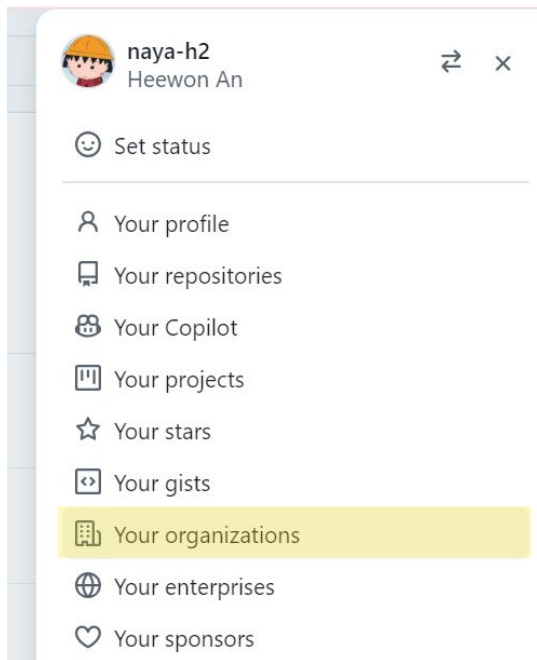 naya-h2
Heewon An
Set status
Your profile
Your repositories
Your Copilot
Your projects
Your stars
Your gists
Your organizations
Your enterprises
Your sponsors